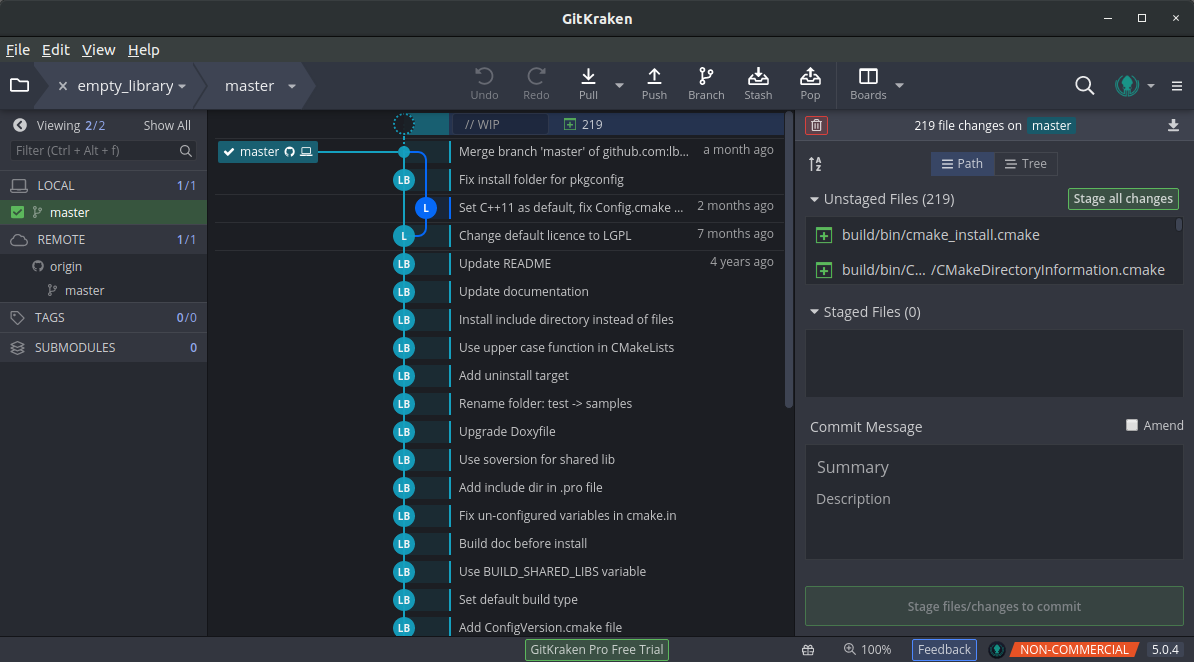 GitKraken
File Edit View Help
empty_library
master
Undo
Redo
Pull
Push
Branch
Stash
Pop
Boards
Viewing 2/2 Show All
Filter (Ctrl + Alt + f)
LOCAL 1/1
master
REMOTE 1/1
origin
master
TAGS 0/0
SUBMODULES 0
// WIP 219
master Merge branch 'master' of github.com:lb... a month ago
LB Fix install folder for pkgconfig
L Set C++11 as default, fix Config.cmake ... 2 months ago
L Change default licence to LGPL 7 months ago
LB Update README 4 years ago
LB Update documentation
LB Install include directory instead of files
LB Use upper case function in CMakeLists
LB Add uninstall target
LB Rename folder: test -> samples
LB Upgrade Doxyfile
LB Use soversion for shared lib
LB Add include dir in .pro file
LB Fix un-configured variables in cmake.in
LB Build doc before install
LB Use BUILD_SHARED_LIBS variable
LB Set default build type
LB Add ConfigVersion.cmake file
219 file changes on master
Path Tree
Unstaged Files (219) Stage all changes
build/bin/cmake_install.cmake
build/bin/C... /CMakeDirectoryInformation.cmake
Staged Files (0)
Commit Message Amend
Summary
Description
Stage files/changes to commit
GitKraken Pro Free Trial
100%
Feedback
NON-COMMERCIAL
5.0.4